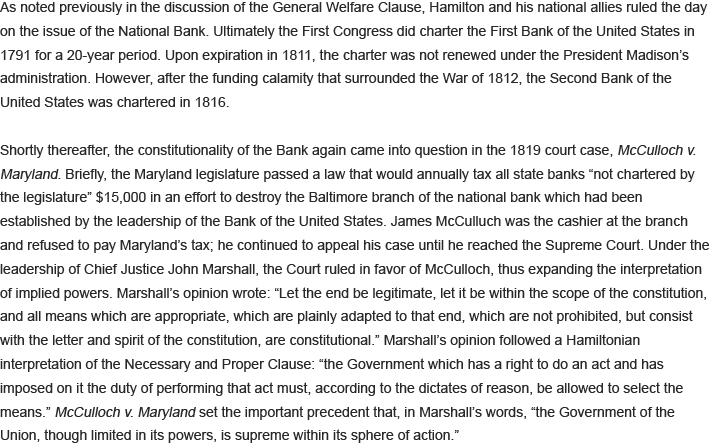 As noted previously in the discussion of the General Welfare Clause, Hamilton and his national allies ruled the day
on the issue of the National Bank. Ultimately the First Congress did charter the First Bank of the United States in
1791 for a 20-year period. Upon expiration in 1811, the charter was not renewed under the President Madison’s
administration. However, after the funding calamity that surrounded the War of 1812, the Second Bank of the
United States was chartered in 1816.
Shortly thereafter, the constitutionality of the Bank again came into question in the 1819 court case, McCulloch v.
Maryland. Briefly, the Maryland legislature passed a law that would annually tax all state banks “not chartered by
the legislature” $15,000 in an effort to destroy the Baltimore branch of the national bank which had been
established by the leadership of the Bank of the United States. James McCulluch was the cashier at the branch
and refused to pay Maryland’s tax; he continued to appeal his case until he reached the Supreme Court. Under the
leadership of Chief Justice John Marshall, the Court ruled in favor of McCulloch, thus expanding the interpretation
of implied powers. Marshall’s opinion wrote: “Let the end be legitimate, let it be within the scope of the constitution,
and all means which are appropriate, which are plainly adapted to that end, which are not prohibited, but consist
with the letter and spirit of the constitution, are constitutional.” Marshall’s opinion followed a Hamiltonian
interpretation of the Necessary and Proper Clause: “the Government which has a right to do an act and has
imposed on it the duty of performing that act must, according to the dictates of reason, be allowed to select the
means.” McCulloch v. Maryland set the important precedent that, in Marshall’s words, “the Government of the
Union, though limited in its powers, is supreme within its sphere of action.”